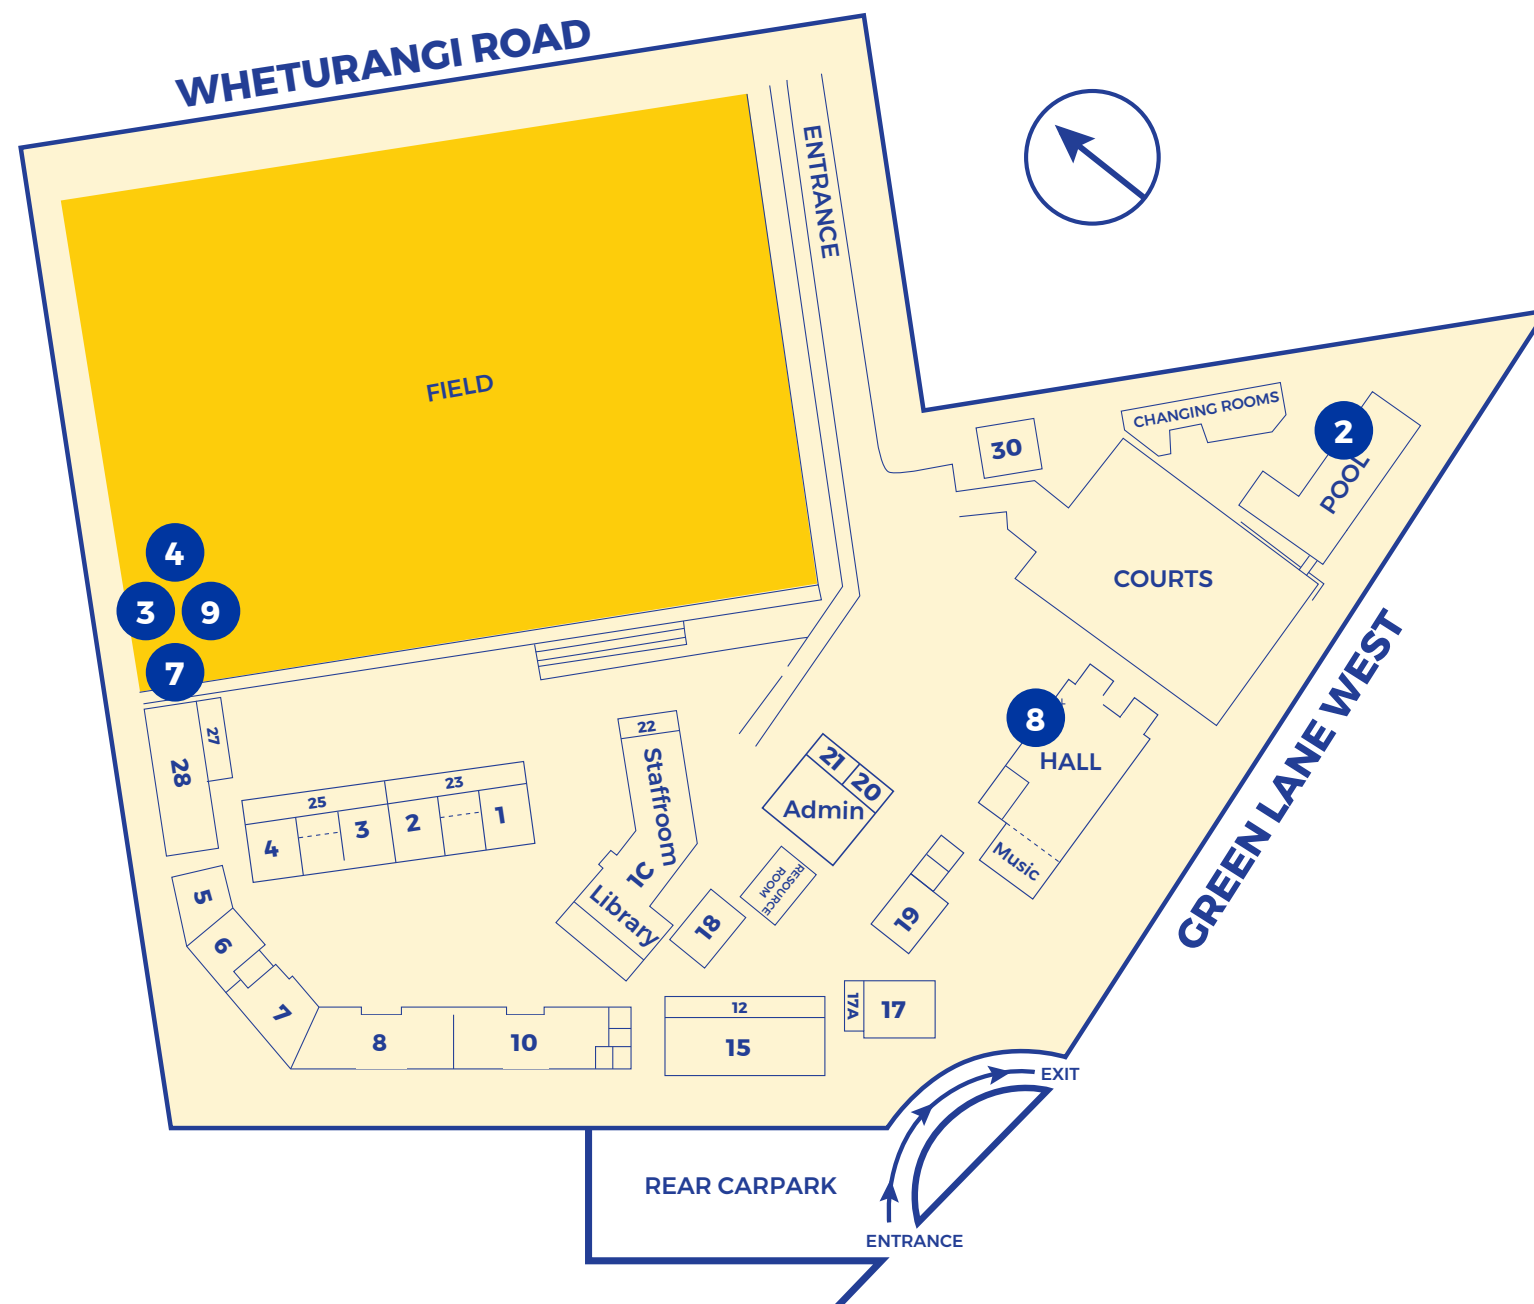 WHETURANGI ROAD
ENTRANCE
FIELD
CHANGING ROOMS
2
POOL
30
COURTS
4
3
9
7
8
HALL
Music
GREEN LANE WEST
28
27
25
23
4
3
2
1
22
Staffroom
1C
Library
21
20
Admin
RESOURCE
ROOM
18
19
5
6
7
8
10
12
15
17A
17
EXIT
REAR CARPARK
ENTRANCE